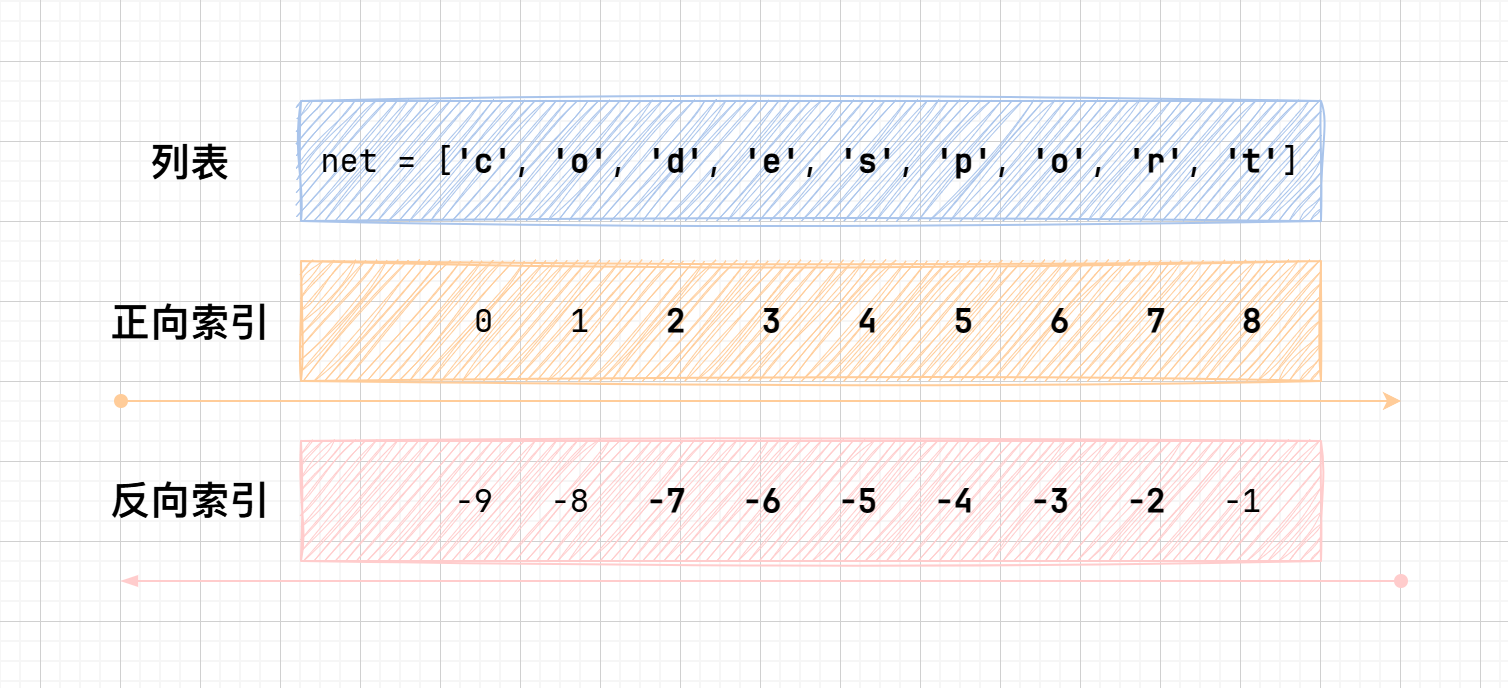 列表 net = ['c', 'o', 'd', 'e', 's', 'p', 'o', 'r', 't']
正向索引 0 1 2 3 4 5 6 7 8
反向索引 -9 -8 -7 -6 -5 -4 -3 -2 -1